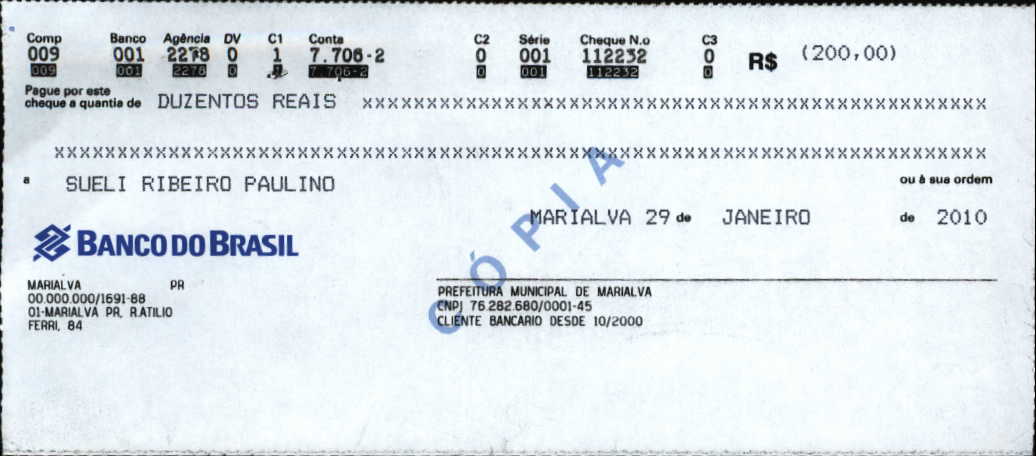 Comp Banco Agência DV C1 Conta C2 Série Cheque N.o C3
009 001 2278 0 1 7.706-2 0 001 112232 0 R$ (200,00)
009 001 2278 0 7.706-2 0 001 112232 0
Pague por este
cheque a quantia de DUZENTOS REAIS xxxxxxxxxxxxxxxxxxxxxxxxxxxxxxxxxxxxxxxxxxxxxxxxxx
xxxxxxxxxxxxxxxxxxxxxxxxxxxxxxxxxxxxxxxxxxxxxxxxxxxxxxxxxxxxxxxxxxxxxxxxxx
a SUELI RIBEIRO PAULINO ou à sua ordem
MARIALVA 29 de JANEIRO de 2010
CÓPIA
BANCO DO BRASIL
MARIALVA PR
00.000.000/1691-88
01-MARIALVA PR, R.ATILIO
FERRI, 84
PREFEITURA MUNICIPAL DE MARIALVA
CNPJ 76.282.680/0001-45
CLIENTE BANCARIO DESDE 10/2000